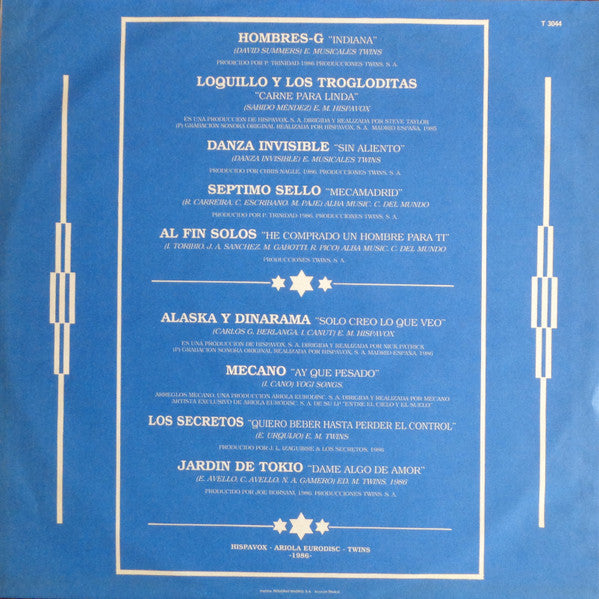 T 3044
HOMBRES-G "INDIANA"
(DAVID SUMMERS) E. MUSICALES TWINS
PRODICIDO POR P. TRINIDAD 1986 PRODUCCIONES TWINS, S. A.
LOQUILLO Y LOS TROGLODITAS
"CARNE PARA LINDA"
(SABIDO MÉNDEZ) E. M. HISPAVOX
ES UNA PRODUCCION DE HISPAVOX, S. A. DIRIGIDA Y REALIZADA POR STEVE TAYLOR
(P) GRABACION SONORA ORIGINAL REALIZADA POR HISPAVOX, S. A. MADRID ESPAÑA, 1985
DANZA INVISIBLE "SIN ALIENTO"
(DANZA INVISIBLE) E. MUSICALES TWINS
PRODUCIDO POR CHRIS NAGLE, 1986, PRODUCCIONES TWINS, S. A.
SEPTIMO SELLO "MECAMADRID"
(R. CARREIRA, C. ESCRIBANO, M. PAJE) ALBA MUSIC, C. DEL MUNDO
PRODUCIDO POR P. TRINIDAD 1986 PRODUCCIONES TWINS, S. A.
AL FIN SOLOS "HE COMPRADO UN HOMBRE PARA TI"
(I. TORIBIO, J. A. SANCHEZ, M. GABOTTI, R. PICO) ALBA MUSIC, C. DEL MUNDO
PRODUCCIONES TWINS, S. A.
ALASKA Y DINARAMA "SOLO CREO LO QUE VEO"
(CARLOS G. BERLANGA, I. CANUT) E. M. HISPAVOX
ES UNA PRODUCCION DE HISPAVOX, S. A. DIRIGIDA Y REALIZADA POR NICK PATRICK
(P) GRABACION SONORA ORIGINAL REALIZADA POR HISPAVOX, S. A. MADRID-ESPAÑA, 1986
MECANO "AY QUE PESADO"
(I. CANO) YOGI SONGS.
ARREGLOS MECANO, UNA PRODUCCION ARIOLA EURODISC, S. A. DIRIGIDA Y REALIZADA POR MECANO
ARTISTA EXCLUSIVO DE ARIOLA EURODISC, S. A. DE SU LP "ENTRE EL CIELO Y EL SUELO"
LOS SECRETOS "QUIERO BEBER HASTA PERDER EL CONTROL"
(E. URQUIJO) E. M. TWINS
PRODUCIDO POR J. L. IZAGUIRSE & LOS SECRETOS, 1986
JARDIN DE TOKIO "DAME ALGO DE AMOR"
(E. AVELLO, C. AVELLO, N. A. GAMERO) ED. M. TWINS, 1986
PRODUCIDO POR JOE BORSANI, 1986. PRODUCCIONES TWINS, S. A.
HISPAVOX - ARIOLA EURODISC - TWINS
-1986-